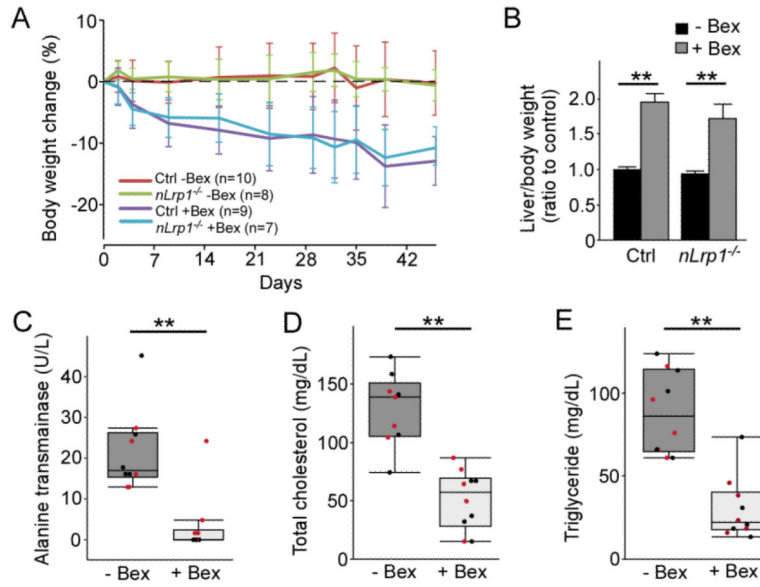 A
Body weight change (%)
10
0
-10
-20
Ctrl -Bex (n=10)
nLrp1-/- -Bex (n=8)
Ctrl +Bex (n=9)
nLrp1-/- +Bex (n=7)
0 7 14 21 28 35 42
Days
B
- Bex
+ Bex
Liver/body weight
(ratio to control)
2.0
1.5
1.0
0.5
0
** **
Ctrl nLrp1-/-
C
Alanine transmainase (U/L)
40
30
20
10
0
**
- Bex + Bex
D
Total cholesterol (mg/dL)
150
100
50
0
**
- Bex + Bex
E
Triglyceride (mg/dL)
100
50
0
**
- Bex + Bex